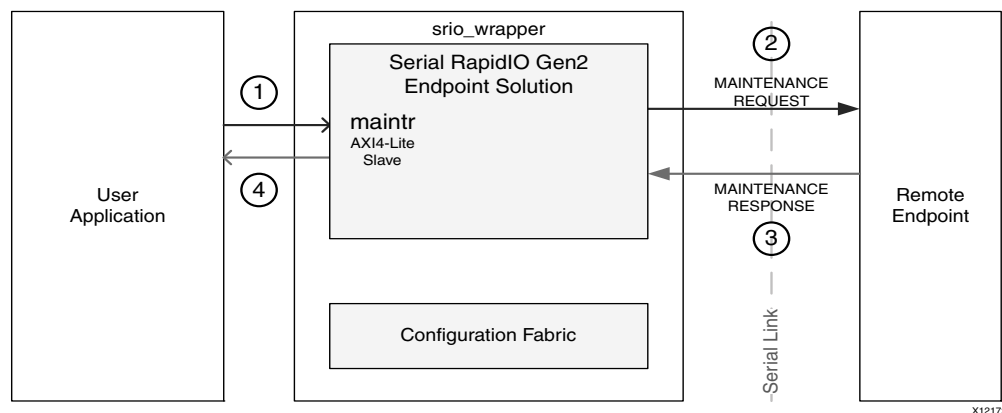 srio_wrapper
Serial RapidIO Gen2
Endpoint Solution
1
2
MAINTENANCE
REQUEST
maintr
AXI4-Lite
Slave
4
User
Application
MAINTENANCE
RESPONSE
3
Remote
Endpoint
Configuration Fabric
Serial Link
X1217